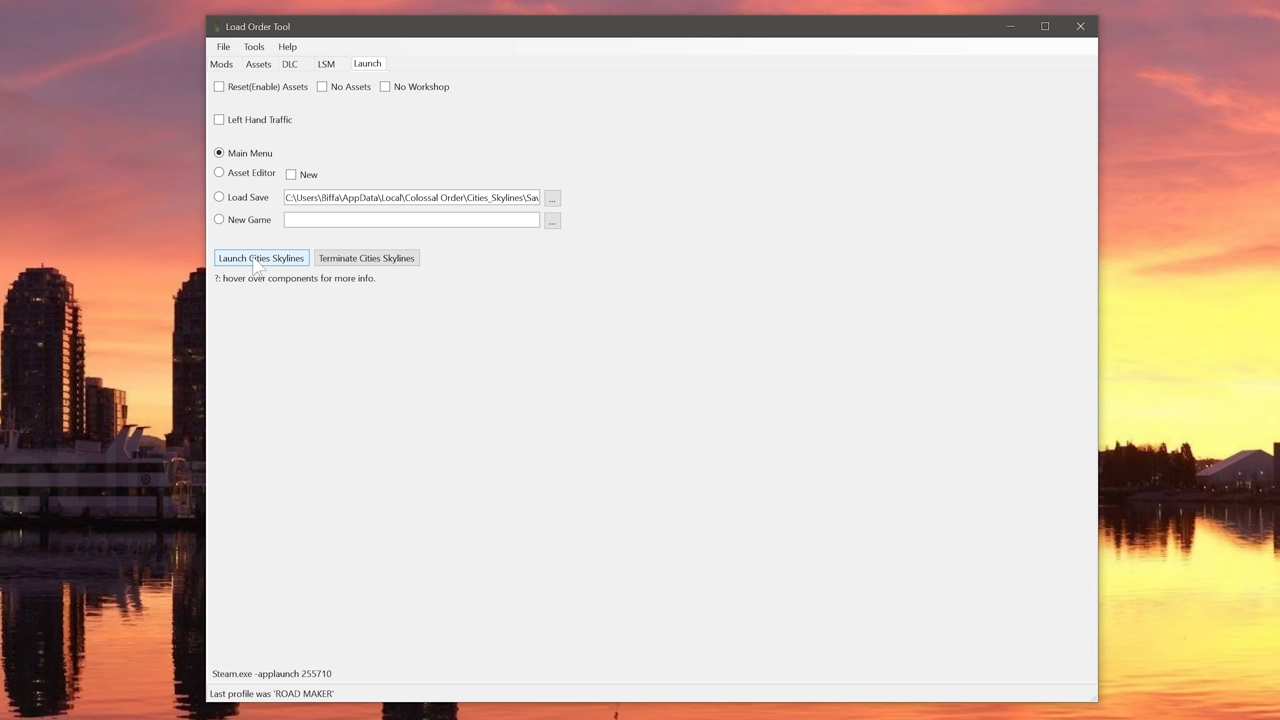 Load Order Tool
File Tools Help
Mods Assets DLC LSM Launch
Reset(Enable) Assets No Assets No Workshop
Left Hand Traffic
Main Menu
Asset Editor New
Load Save C:\Users\Biffa\AppData\Local\Colossal Order\Cities_Skylines\Sav ...
New Game ...
Launch Cities Skylines Terminate Cities Skylines
?: hover over components for more info.
Steam.exe -applaunch 255710
Last profile was 'ROAD MAKER'